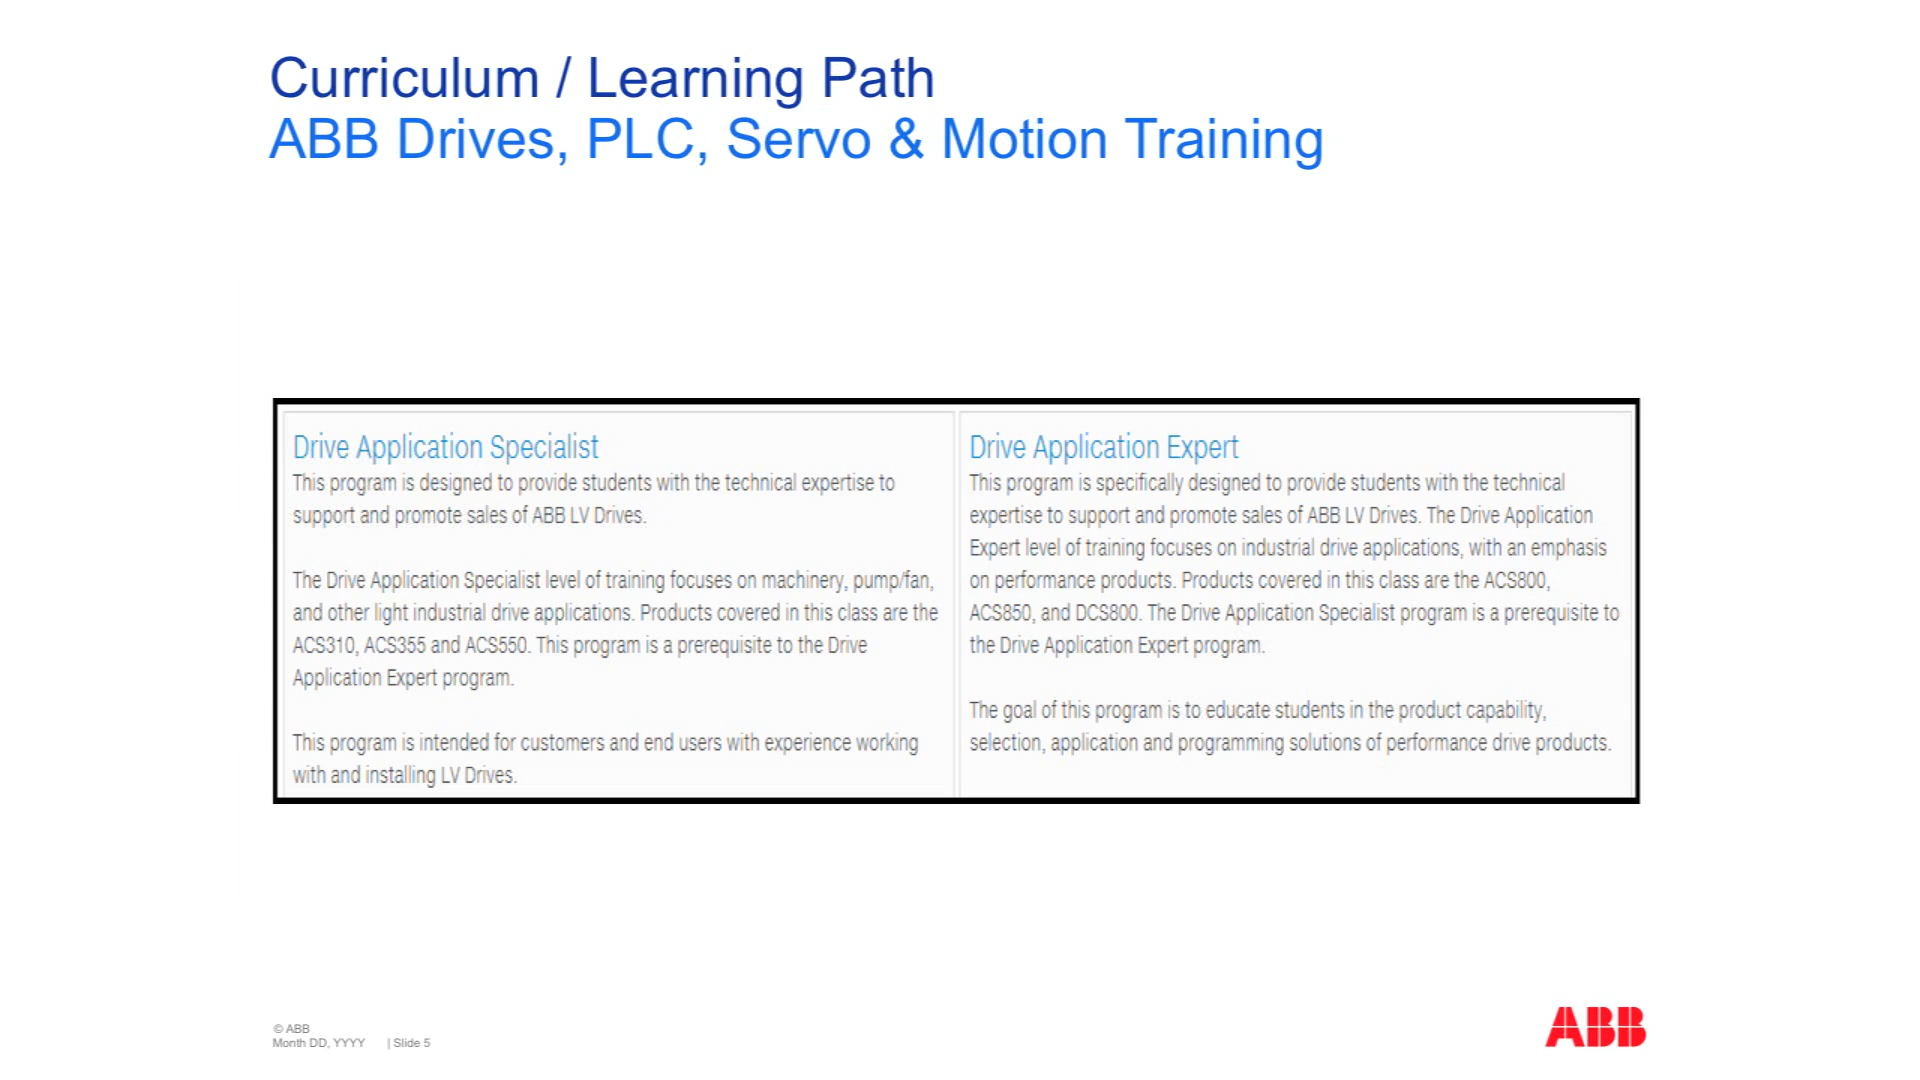 Curriculum / Learning Path
ABB Drives, PLC, Servo & Motion Training
Drive Application Specialist
This program is designed to provide students with the technical expertise to
support and promote sales of ABB LV Drives.
The Drive Application Specialist level of training focuses on machinery, pump/fan,
and other light industrial drive applications. Products covered in this class are the
ACS310, ACS355 and ACS550. This program is a prerequisite to the Drive
Application Expert program.
This program is intended for customers and end users with experience working
with and installing LV Drives.
Drive Application Expert
This program is specifically designed to provide students with the technical
expertise to support and promote sales of ABB LV Drives. The Drive Application
Expert level of training focuses on industrial drive applications, with an emphasis
on performance products. Products covered in this class are the ACS800,
ACS850, and DCS800. The Drive Application Specialist program is a prerequisite to
the Drive Application Expert program.
The goal of this program is to educate students in the product capability,
selection, application and programming solutions of performance drive products.
© ABB
Month DD, YYYY | Slide 5
ABB